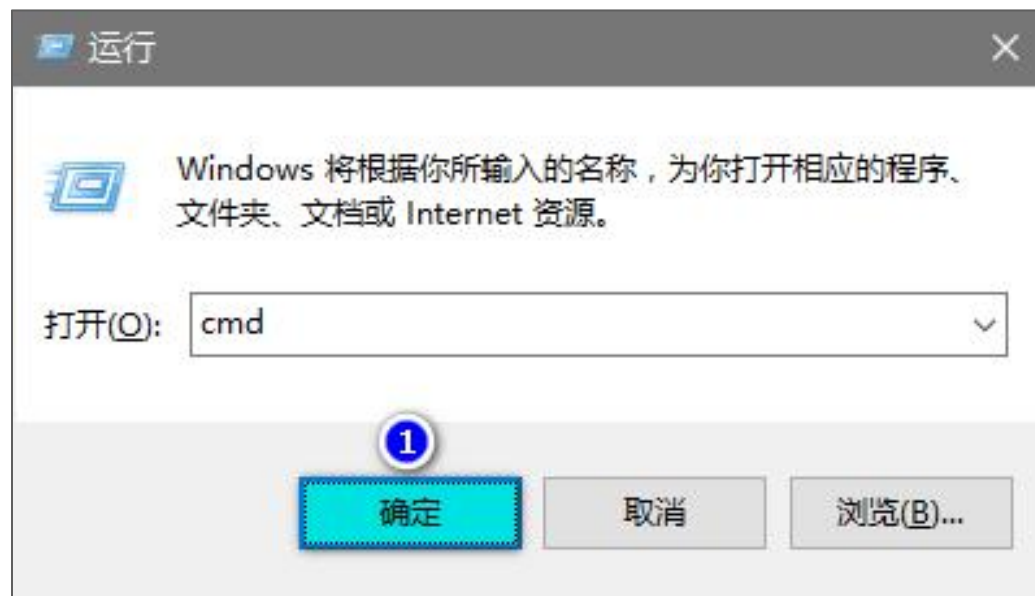 运行
Windows 将根据你所输入的名称，为你打开相应的程序、
文件夹、文档或 Internet 资源。
打开(O): cmd
1
确定 取消 浏览(B)...